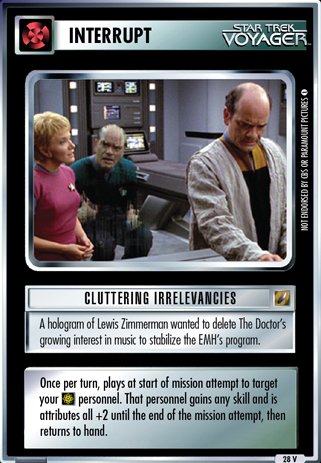 INTERRUPT
STAR TREK
VOYAGER
NOT ENDORSED BY CBS OR PARAMOUNT PICTURES
CLUTTERING IRRELEVANCIES
A hologram of Lewis Zimmerman wanted to delete The Doctor's
growing interest in music to stabilize the EMH's program.
Once per turn, plays at start of mission attempt to target
your personnel. That personnel gains any skill and is
attributes all +2 until the end of the mission attempt, then
returns to hand.
28 V